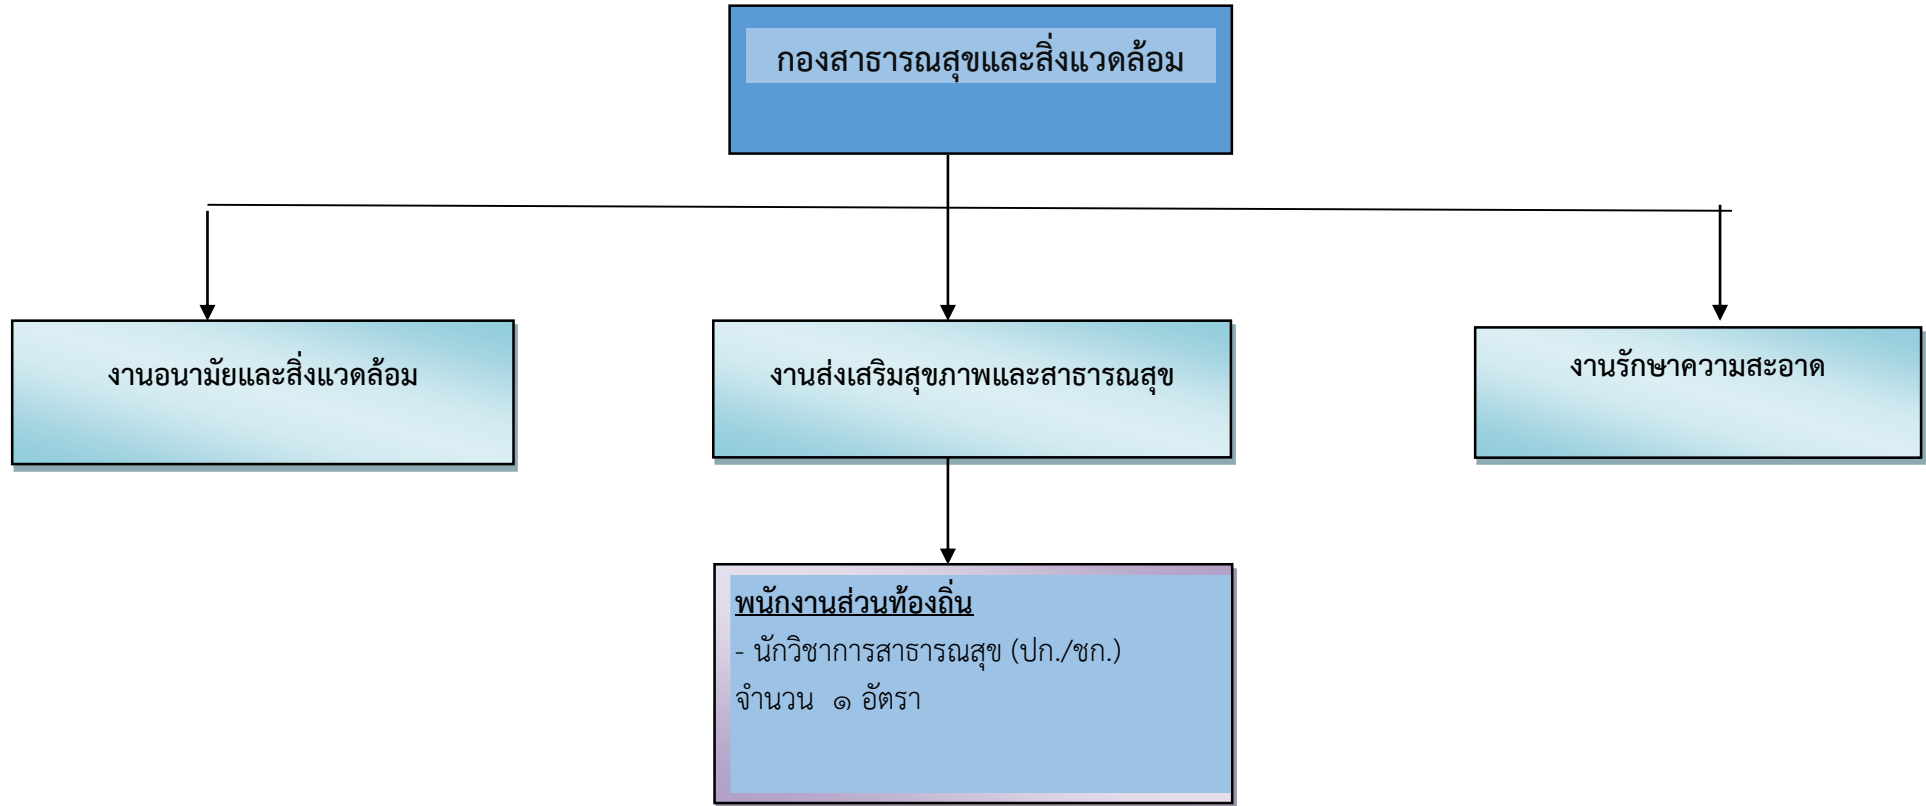 กองสาธารณสุขและสิ่งแวดล้อม
งานอนามัยและสิ่งแวดล้อม
งานส่งเสริมสุขภาพและสาธารณสุข
งานรักษาความสะอาด
พนักงานส่วนท้องถิ่น
- นักวิชาการสาธารณสุข (ปก./ชก.)
จำนวน ๑ อัตรา